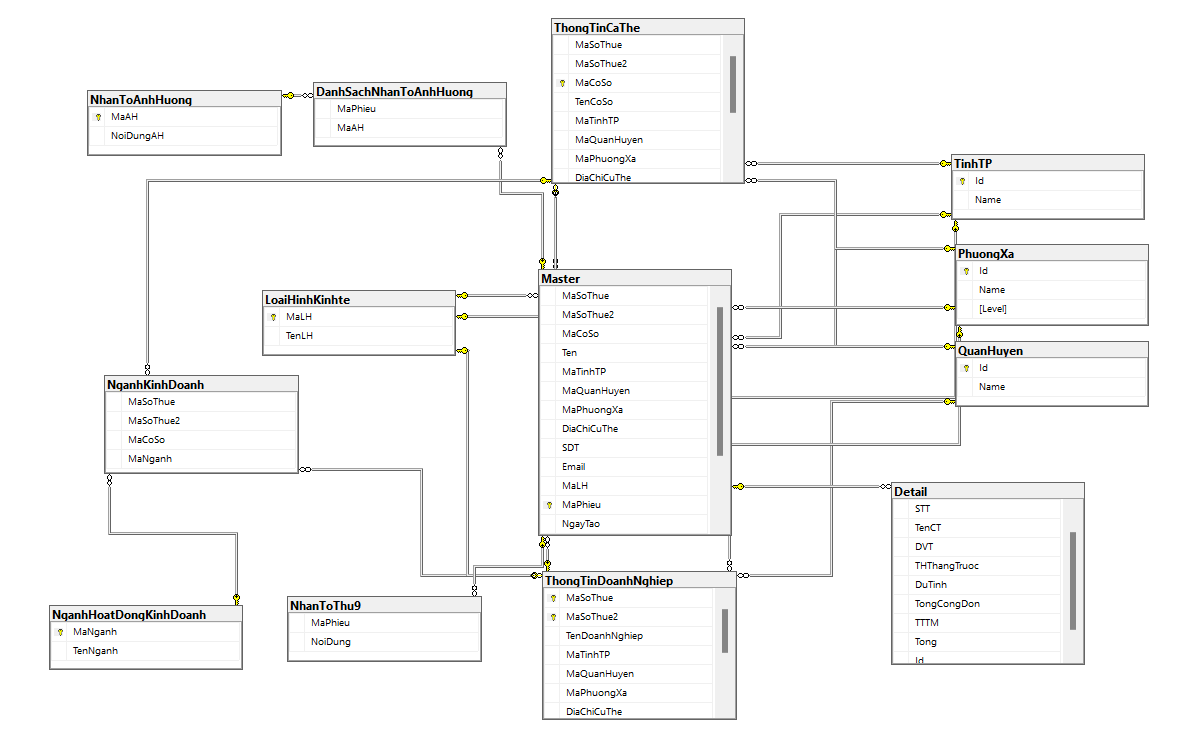 ThongTinCaThe
MaSoThue
MaSoThue2
MaCoSo
TenCoSo
MaTinhTP
MaQuanHuyen
MaPhuongXa
DiaChiCuThe
NhanToAnhHuong
MaAH
NoiDungAH
DanhSachNhanToAnhHuong
MaPhieu
MaAH
TinhTP
Id
Name
PhuongXa
Id
Name
[Level]
QuanHuyen
Id
Name
LoaiHinhKinhte
MaLH
TenLH
Master
MaSoThue
MaSoThue2
MaCoSo
Ten
MaTinhTP
MaQuanHuyen
MaPhuongXa
DiaChiCuThe
SDT
Email
MaLH
MaPhieu
NgayTao
NganhKinhDoanh
MaSoThue
MaSoThue2
MaCoSo
MaNganh
Detail
STT
TenCT
DVT
THThangTruoc
DuTinh
TongCongDon
TTTM
Tong
Id
NganhHoatDongKinhDoanh
MaNganh
TenNganh
NhanToThu9
MaPhieu
NoiDung
ThongTinDoanhNghiep
MaSoThue
MaSoThue2
TenDoanhNghiep
MaTinhTP
MaQuanHuyen
MaPhuongXa
DiaChiCuThe